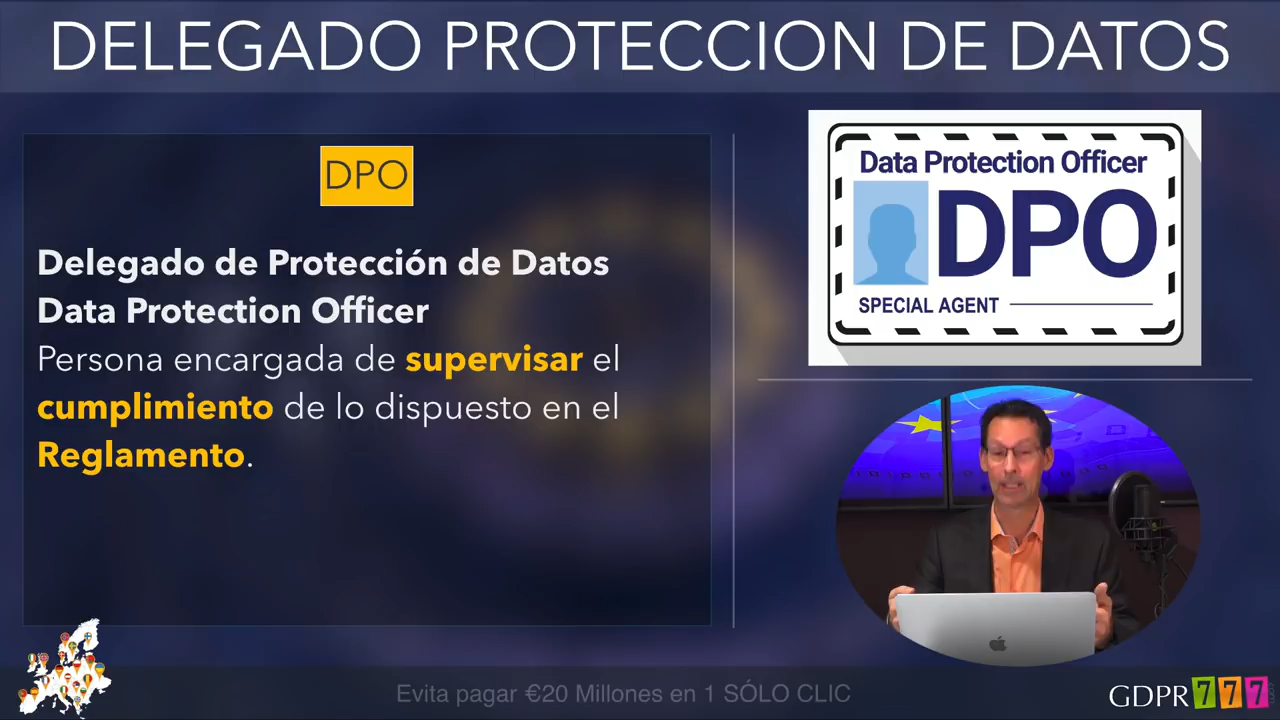 DELEGADO PROTECCION DE DATOS
DPO
Delegado de Protección de Datos
Data Protection Officer
Persona encargada de supervisar el
cumplimiento de lo dispuesto en el
Reglamento.
Data Protection Officer
DPO
SPECIAL AGENT
Evita pagar €20 Millones en 1 SÓLO CLIC
GDPR777